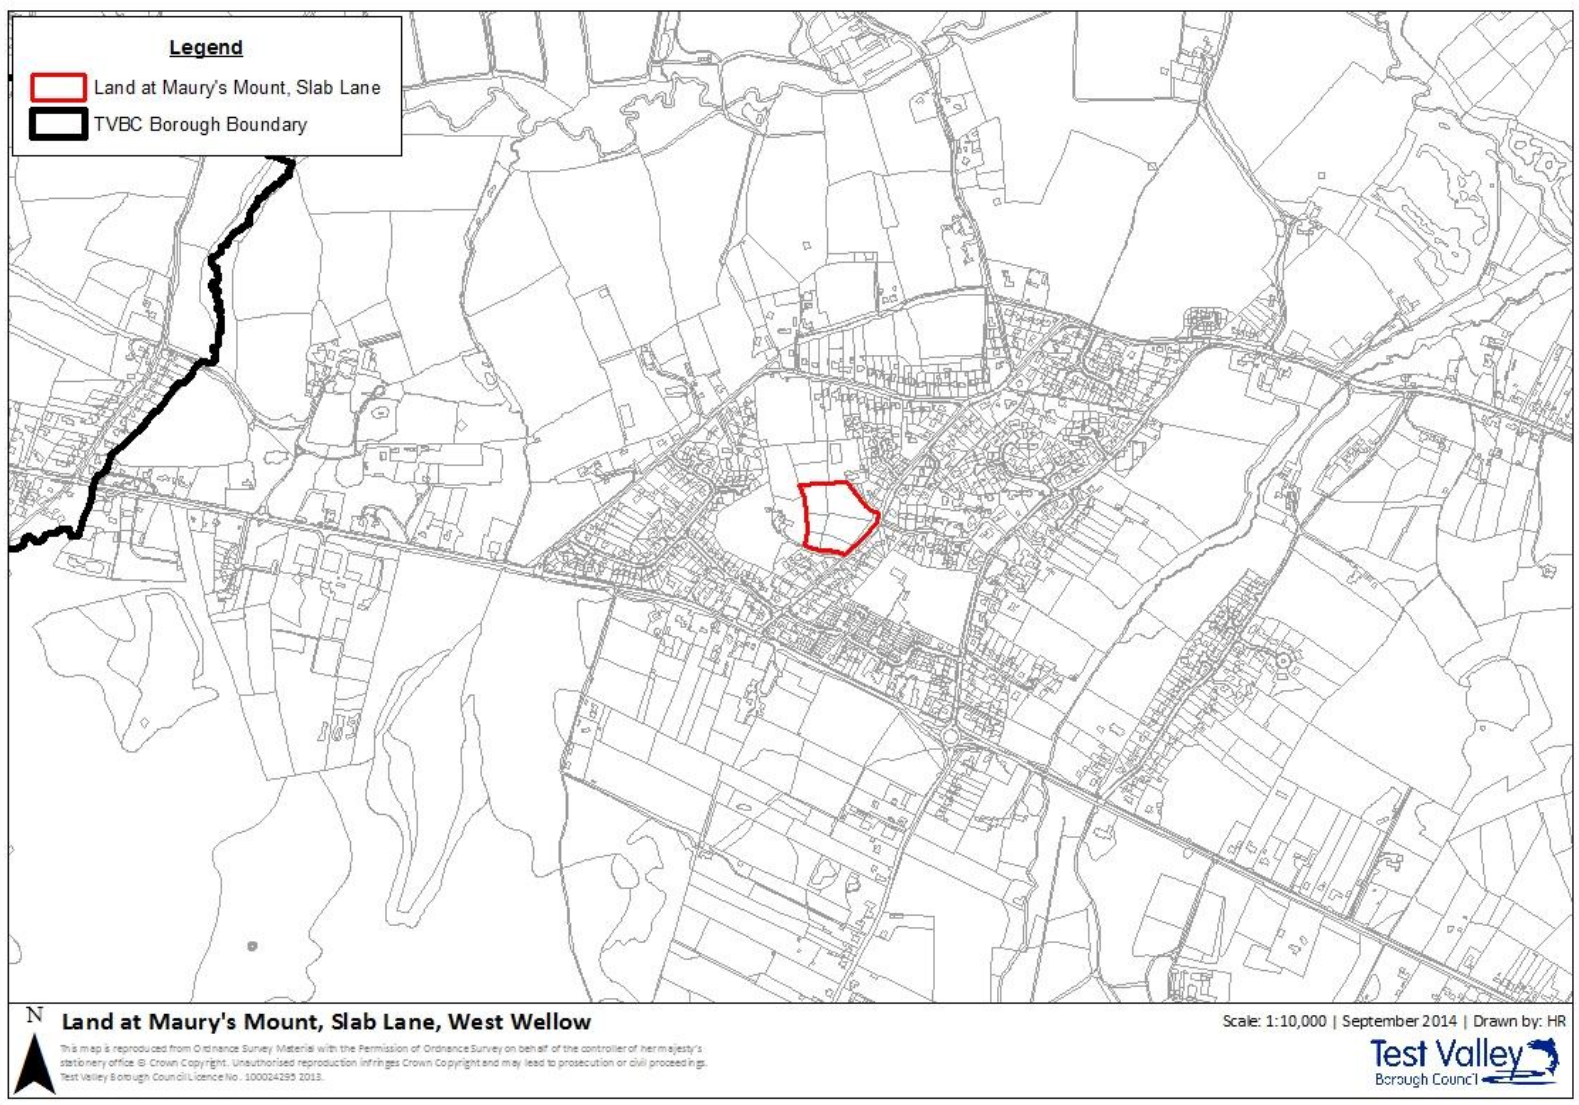 Legend
Land at Maury's Mount, Slab Lane
TVBC Borough Boundary
N
Land at Maury's Mount, Slab Lane, West Wellow
This map is reproduced from Ordnance Survey Material with the Permission of Ordnance Survey on behalf of the controller of her majesty's
stationery office © Crown Copyright. Unauthorised reproduction infringes Crown Copyright and may lead to prosecution or civil proceedings.
Test Valley Borough Council Licence No. 100024295 2013.
Scale: 1:10,000 | September 2014 | Drawn by: HR
Test Valley
Borough Council